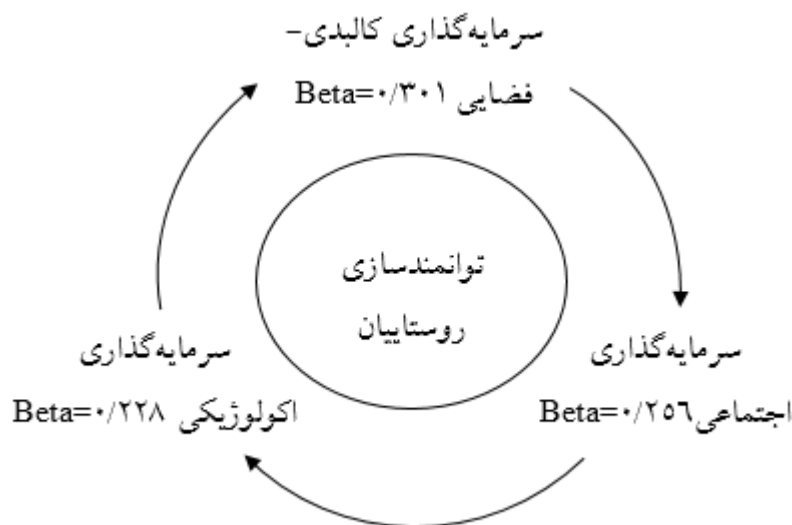 سرمایه‌گذاری کالبدی-
فضایی Beta=۰/۳۰۱
توانمندسازی
روستاییان
سرمایه‌گذاری
اجتماعی Beta=۰/۲۵٦
سرمایه‌گذاری
اکولوژیکی Beta=۰/۲۲۸